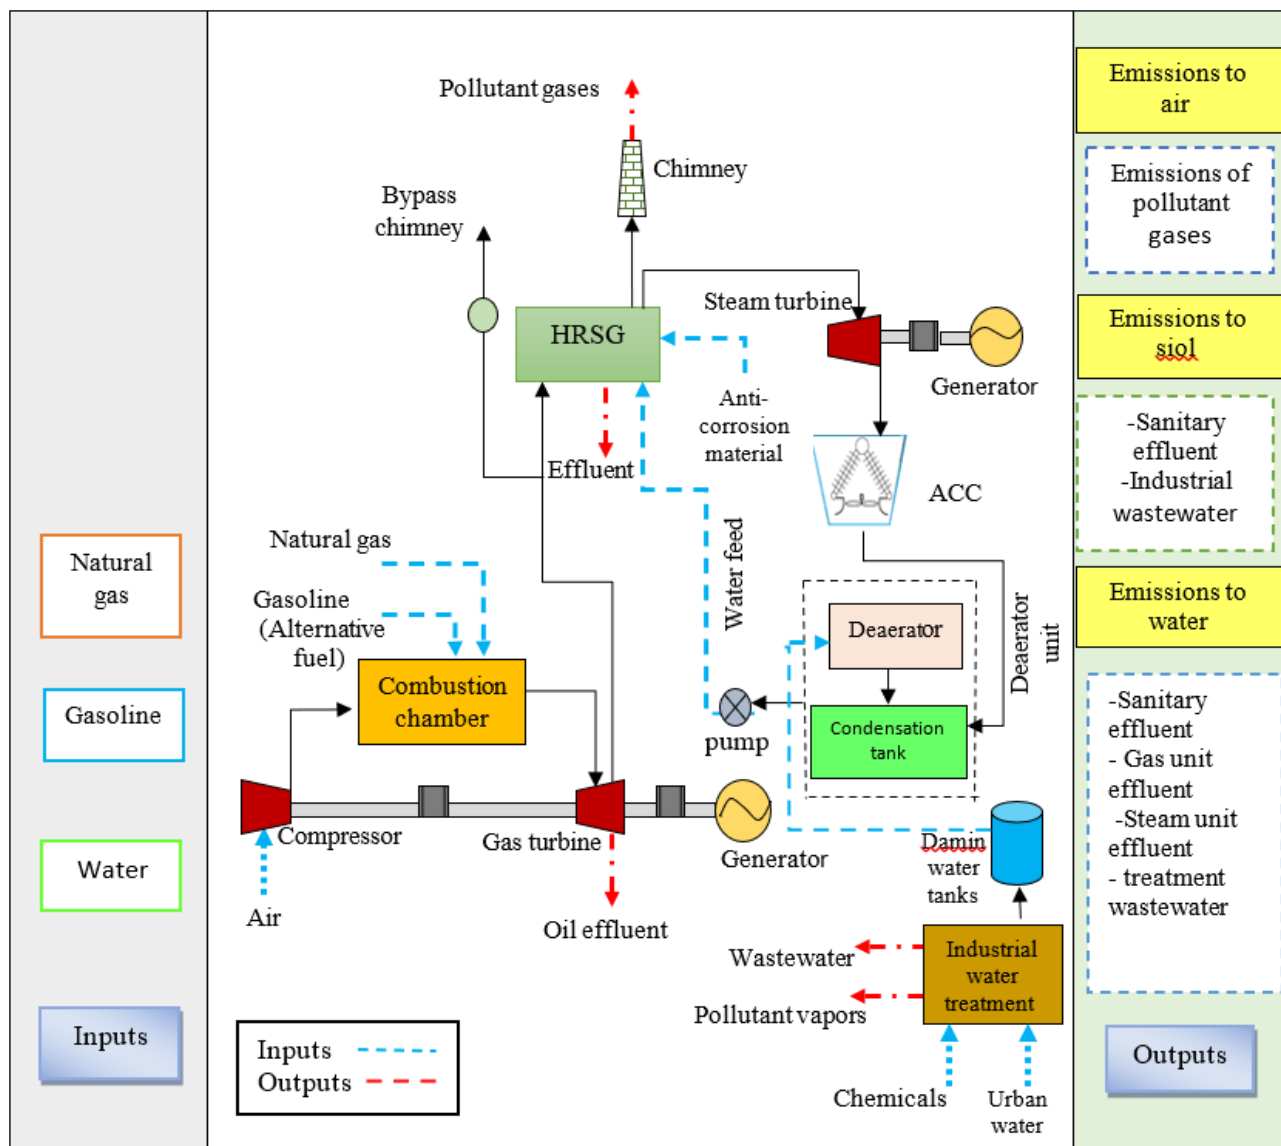 Natural
gas
Gasoline
Water
Inputs
Pollutant gases
Chimney
Bypass
chimney
HRSG
Steam turbine
Generator
Anti-
corrosion
material
Effluent
ACC
Natural gas
Gasoline
(Alternative
fuel)
Water feed
Deaerator
Deaerator
unit
Combustion
chamber
pump
Condensation
tank
Compressor
Gas turbine
Generator
Damin
water
tanks
Air
Oil effluent
Wastewater
Pollutant vapors
Industrial
water
treatment
Chemicals
Urban
water
Inputs
Outputs
Emissions to
air
Emissions of
pollutant
gases
Emissions to
siol
-Sanitary
effluent
-Industrial
wastewater
Emissions to
water
-Sanitary
effluent
- Gas unit
effluent
-Steam unit
effluent
- treatment
wastewater
Outputs